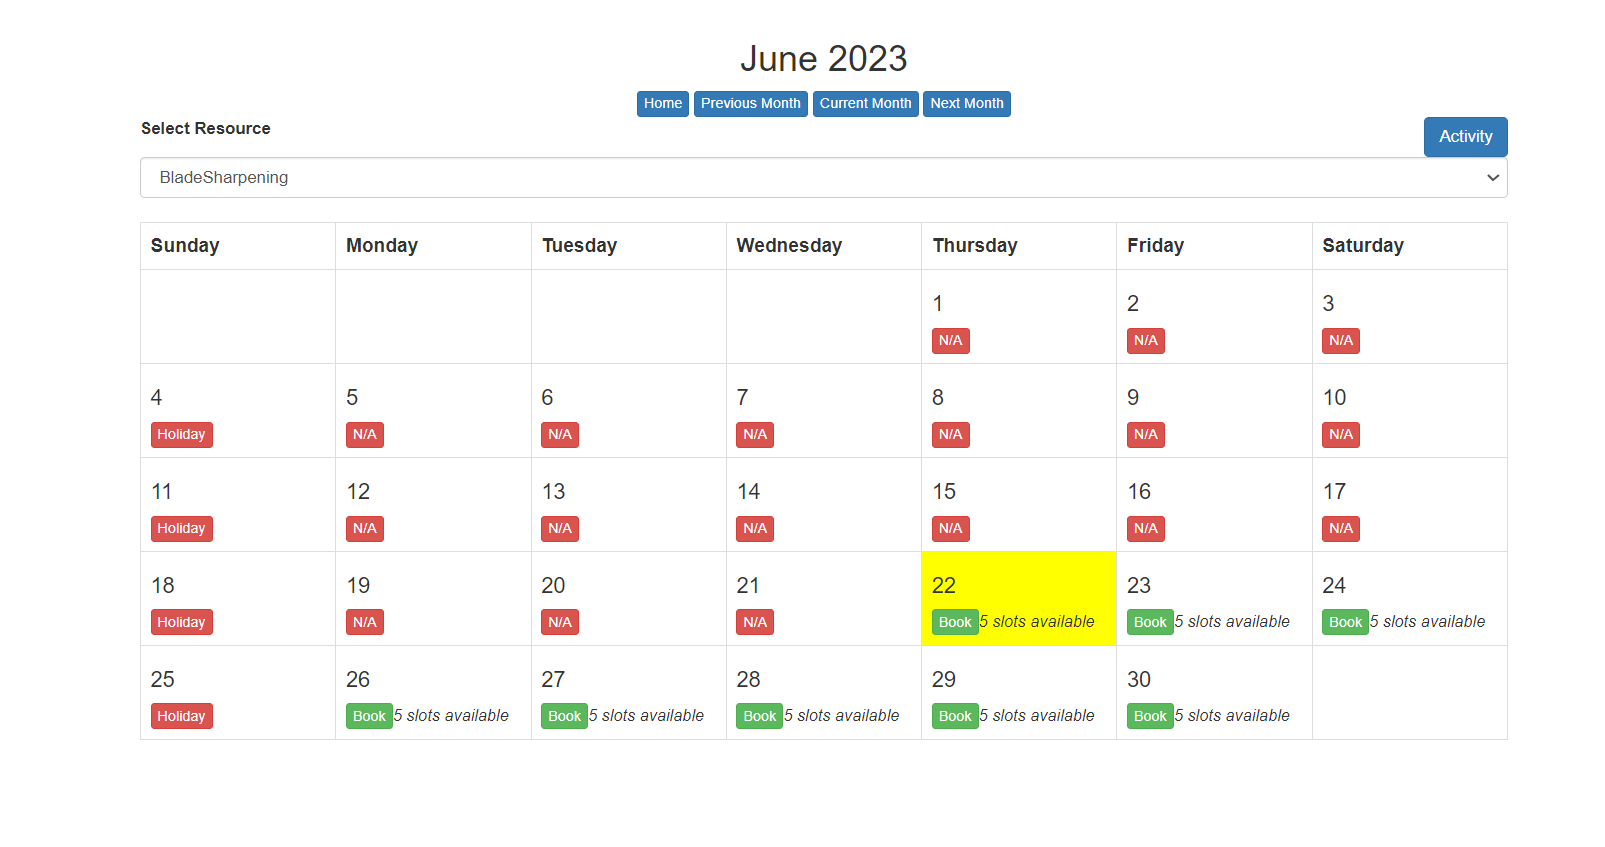 June 2023
Home Previous Month Current Month Next Month
Select Resource
Activity
BladeSharpening
Sunday Monday Tuesday Wednesday Thursday Friday Saturday
1 2 3
N/A N/A N/A
4 5 6 7 8 9 10
Holiday N/A N/A N/A N/A N/A N/A
11 12 13 14 15 16 17
Holiday N/A N/A N/A N/A N/A N/A
18 19 20 21 22 23 24
Holiday N/A N/A N/A Book 5 slots available Book 5 slots available Book 5 slots available
25 26 27 28 29 30
Holiday Book 5 slots available Book 5 slots available Book 5 slots available Book 5 slots available Book 5 slots available